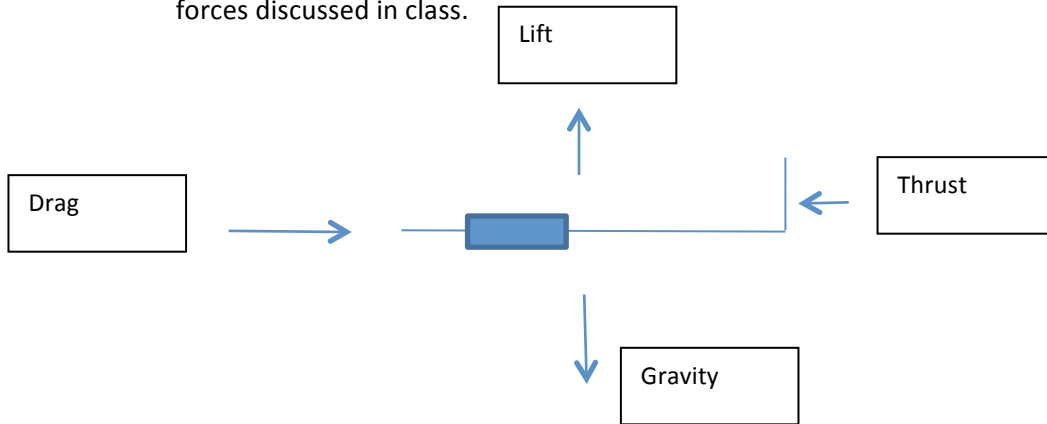 forces discussed in class.
Lift
Drag
Thrust
Gravity